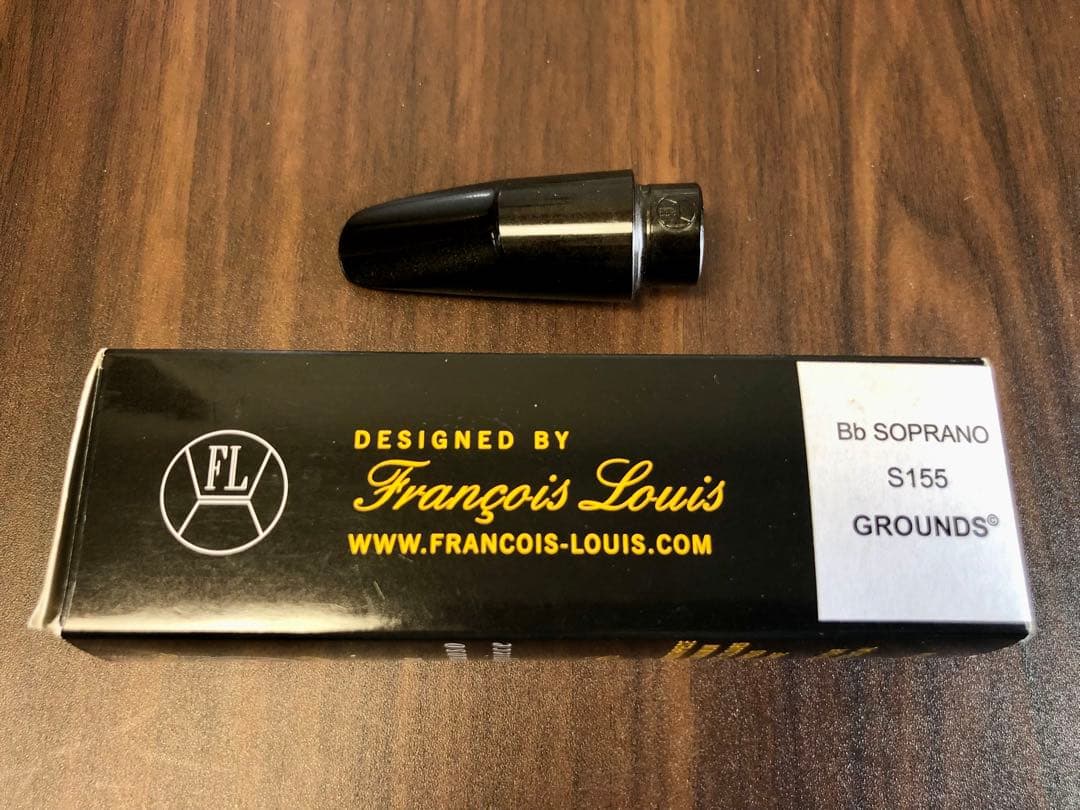 FL
DESIGNED BY
François Louis
WWW.FRANCOIS-LOUIS.COM
Bb SOPRANO
S155
GROUNDS©